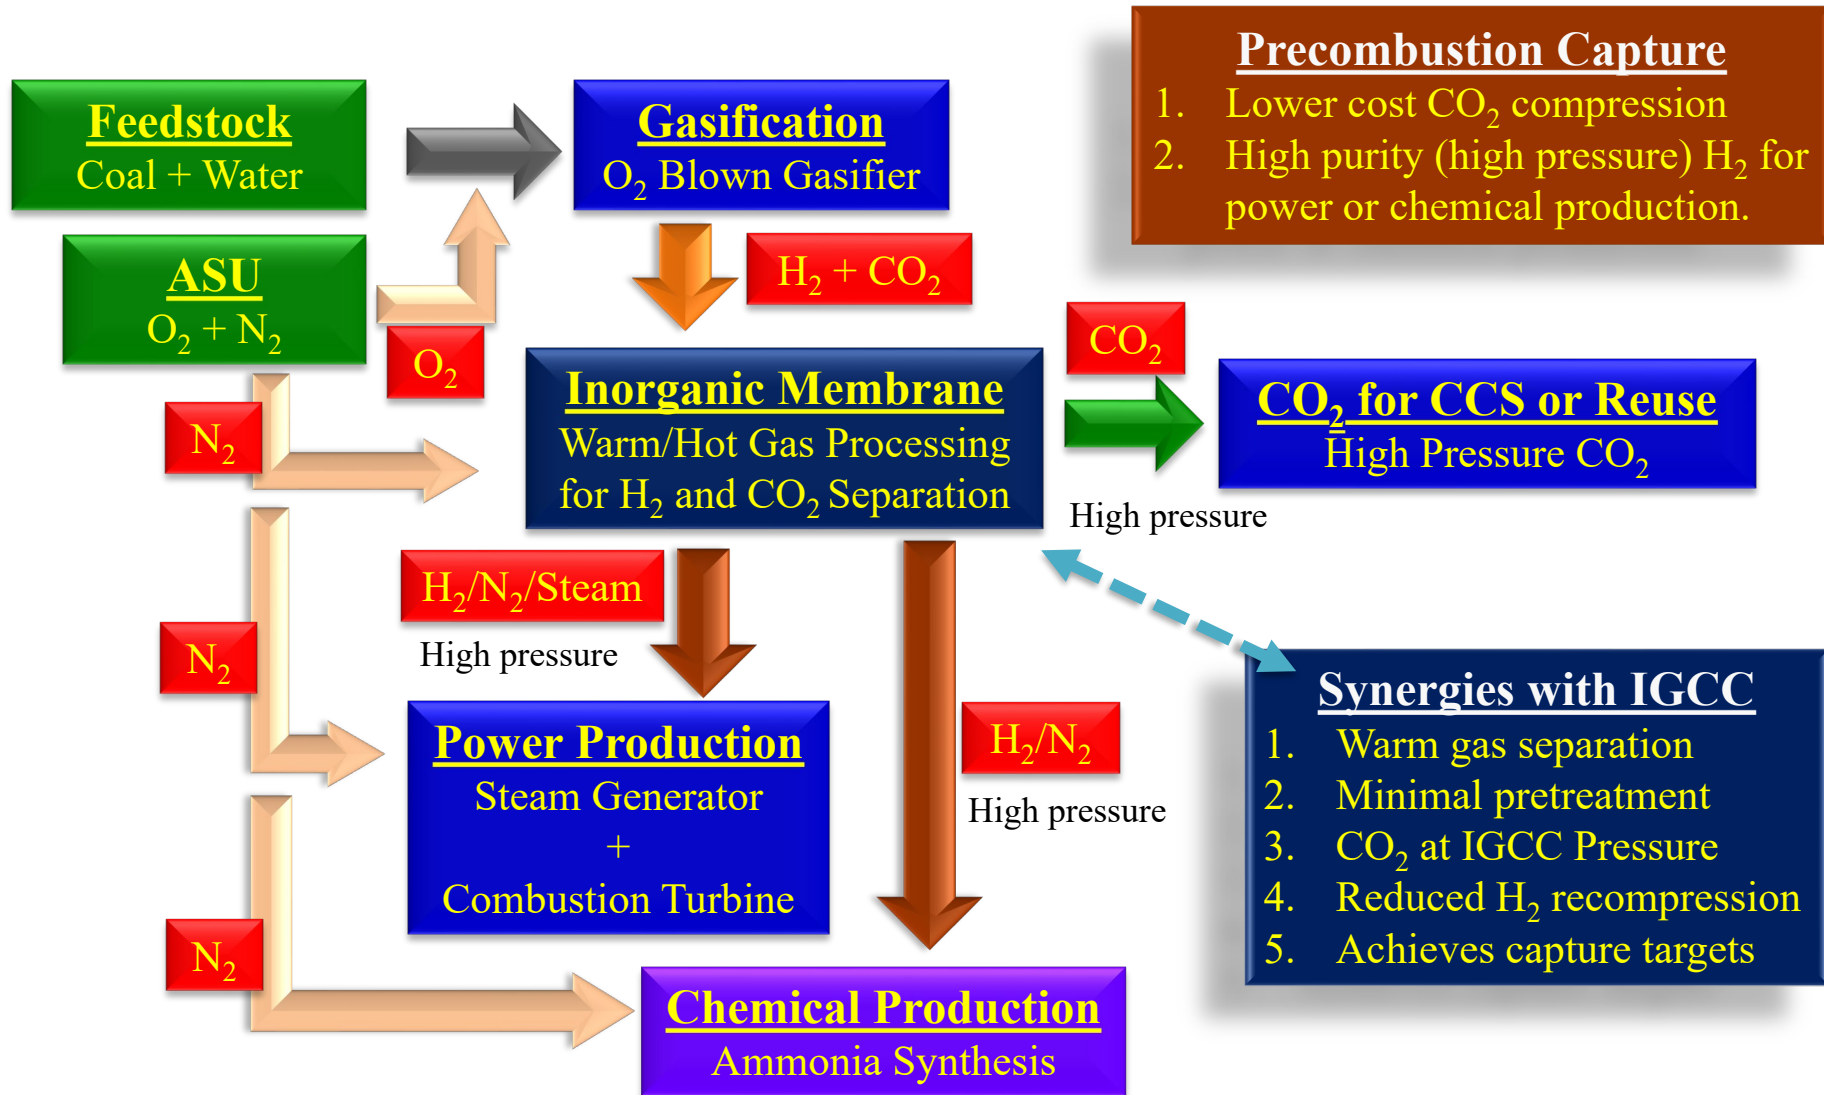 Precombustion Capture
1. Lower cost CO₂ compression
2. High purity (high pressure) H₂ for
power or chemical production.
Feedstock
Coal + Water
Gasification
O₂ Blown Gasifier
ASU
O₂ + N₂
O₂
H₂ + CO₂
N₂
Inorganic Membrane
Warm/Hot Gas Processing
for H₂ and CO₂ Separation
CO₂
High pressure
CO₂ for CCS or Reuse
High Pressure CO₂
H₂/N₂/Steam
High pressure
N₂
Power Production
Steam Generator
+
Combustion Turbine
H₂/N₂
High pressure
Synergies with IGCC
1. Warm gas separation
2. Minimal pretreatment
3. CO₂ at IGCC Pressure
4. Reduced H₂ recompression
5. Achieves capture targets
N₂
Chemical Production
Ammonia Synthesis